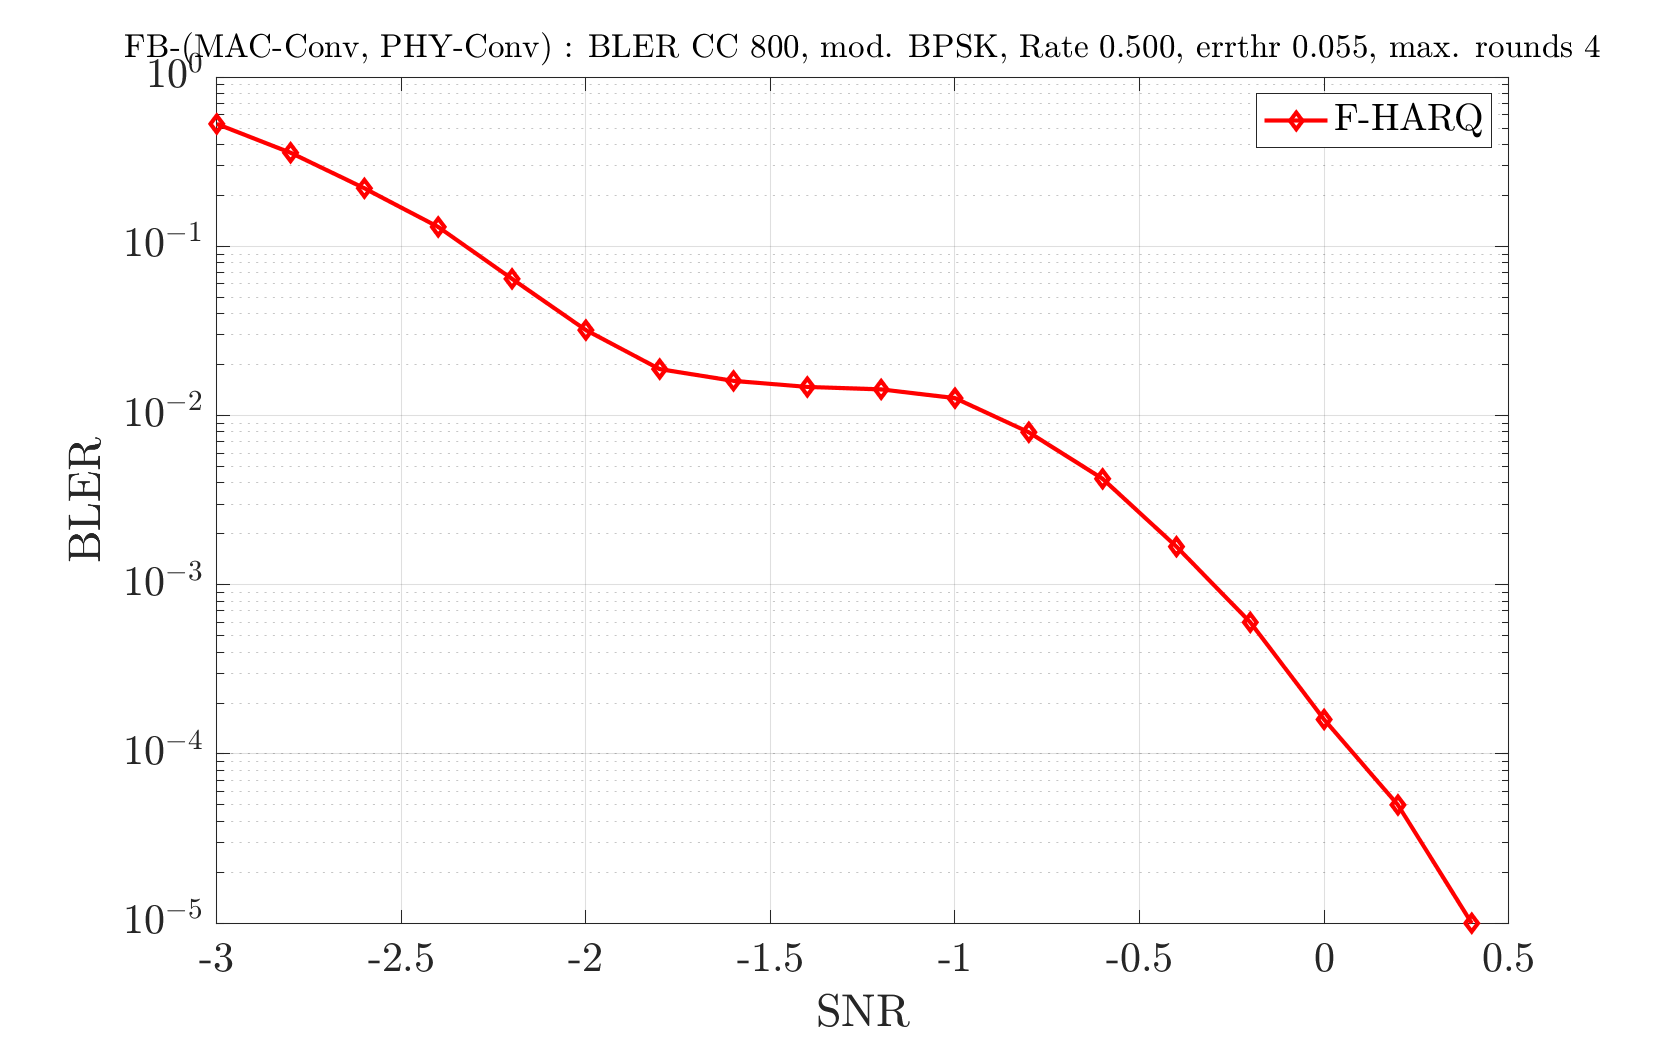 FB-(MAC-Conv, PHY-Conv) : BLER CC 800, mod. BPSK, Rate 0.500, errthr 0.055, max. rounds 4
F-HARQ
10⁰
10⁻¹
10⁻²
10⁻³
10⁻⁴
10⁻⁵
BLER
-3 -2.5 -2 -1.5 -1 -0.5 0 0.5
SNR